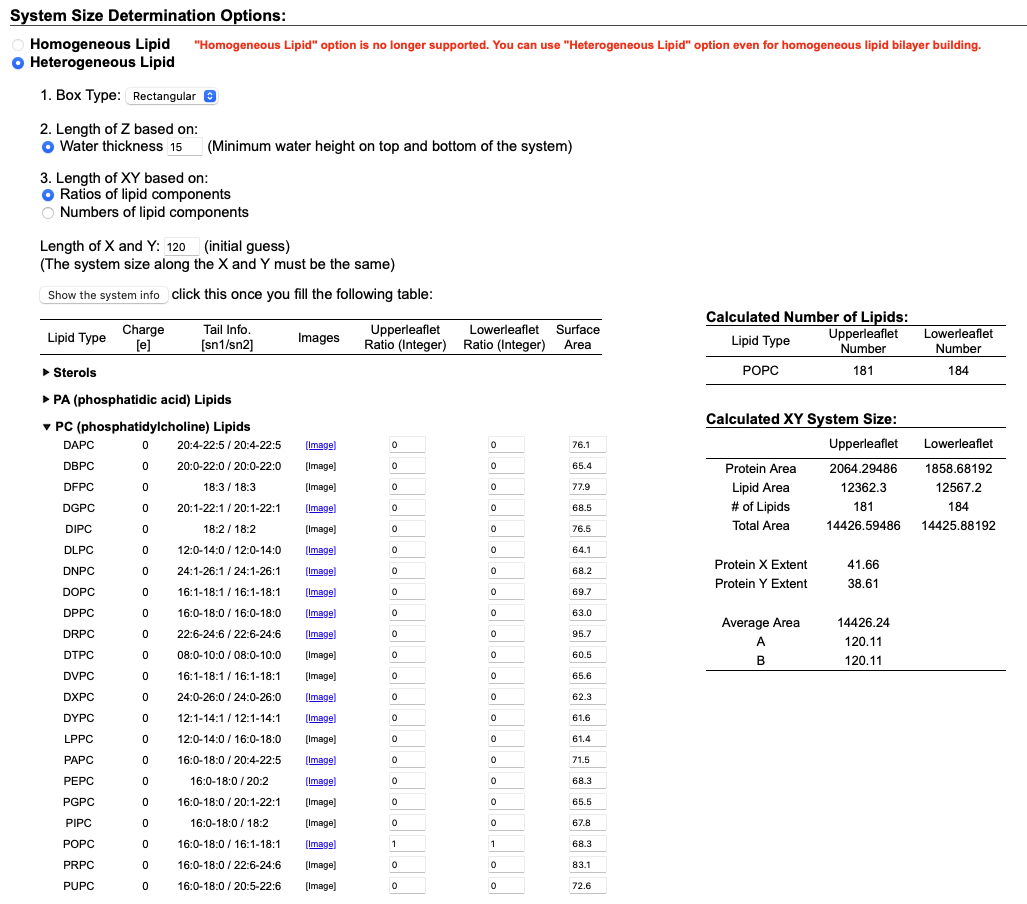 System Size Determination Options:
Homogeneous Lipid "Homogeneous Lipid" option is no longer supported. You can use "Heterogeneous Lipid" option even for homogeneous lipid bilayer building.
Heterogeneous Lipid
1. Box Type: Rectangular
2. Length of Z based on:
Water thickness 15 (Minimum water height on top and bottom of the system)
3. Length of XY based on:
Ratios of lipid components
Numbers of lipid components
Length of X and Y: 120 (initial guess)
(The system size along the X and Y must be the same)
Show the system info click this once you fill the following table:
Lipid Type Charge [e] Tail Info. [sn1/sn2] Images Upperleaflet Ratio (Integer) Lowerleaflet Ratio (Integer) Surface Area
Sterols
PA (phosphatidic acid) Lipids
PC (phosphatidylcholine) Lipids
DAPC 0 20:4-22:5 / 20:4-22:5 [Image] 0 0 76.1
DBPC 0 20:0-22:0 / 20:0-22:0 [Image] 0 0 65.4
DFPC 0 18:3 / 18:3 [Image] 0 0 77.9
DGPC 0 20:1-22:1 / 20:1-22:1 [Image] 0 0 68.5
DIPC 0 18:2 / 18:2 [Image] 0 0 76.5
DLPC 0 12:0-14:0 / 12:0-14:0 [Image] 0 0 64.1
DNPC 0 24:1-26:1 / 24:1-26:1 [Image] 0 0 68.2
DOPC 0 16:1-18:1 / 16:1-18:1 [Image] 0 0 69.7
DPPC 0 16:0-18:0 / 16:0-18:0 [Image] 0 0 63.0
DRPC 0 22:6-24:6 / 22:6-24:6 [Image] 0 0 95.7
DTPC 0 08:0-10:0 / 08:0-10:0 [Image] 0 0 60.5
DVPC 0 16:1-18:1 / 16:1-18:1 [Image] 0 0 65.6
DXPC 0 24:0-26:0 / 24:0-26:0 [Image] 0 0 62.3
DYPC 0 12:1-14:1 / 12:1-14:1 [Image] 0 0 61.6
LPPC 0 12:0-14:0 / 16:0-18:0 [Image] 0 0 61.4
PAPC 0 16:0-18:0 / 20:4-22:5 [Image] 0 0 71.5
PEPC 0 16:0-18:0 / 20:2 [Image] 0 0 68.3
PGPC 0 16:0-18:0 / 20:1-22:1 [Image] 0 0 65.5
PIPC 0 16:0-18:0 / 18:2 [Image] 0 0 67.8
POPC 0 16:0-18:0 / 16:1-18:1 [Image] 1 1 68.3
PRPC 0 16:0-18:0 / 22:6-24:6 [Image] 0 0 83.1
PUPC 0 16:0-18:0 / 20:5-22:6 [Image] 0 0 72.6
Calculated Number of Lipids:
Lipid Type Upperleaflet Number Lowerleaflet Number
POPC 181 184
Calculated XY System Size:
Upperleaflet Lowerleaflet
Protein Area 2064.29486 1858.68192
Lipid Area 12362.3 12567.2
# of Lipids 181 184
Total Area 14426.59486 14425.88192
Protein X Extent 41.66
Protein Y Extent 38.61
Average Area 14426.24
A 120.11
B 120.11